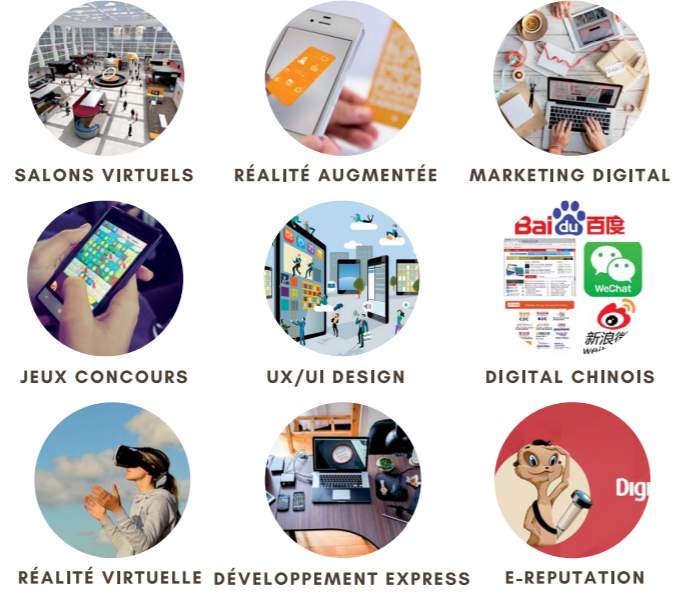 SALONS VIRTUELS
RÉALITÉ AUGMENTÉE
MARKETING DIGITAL
Bai du 百度
WeChat
新浪微
JEUX CONCOURS
UX/UI DESIGN
DIGITAL CHINOIS
Digi
RÉALITÉ VIRTUELLE
DÉVELOPPEMENT EXPRESS
E-REPUTATION